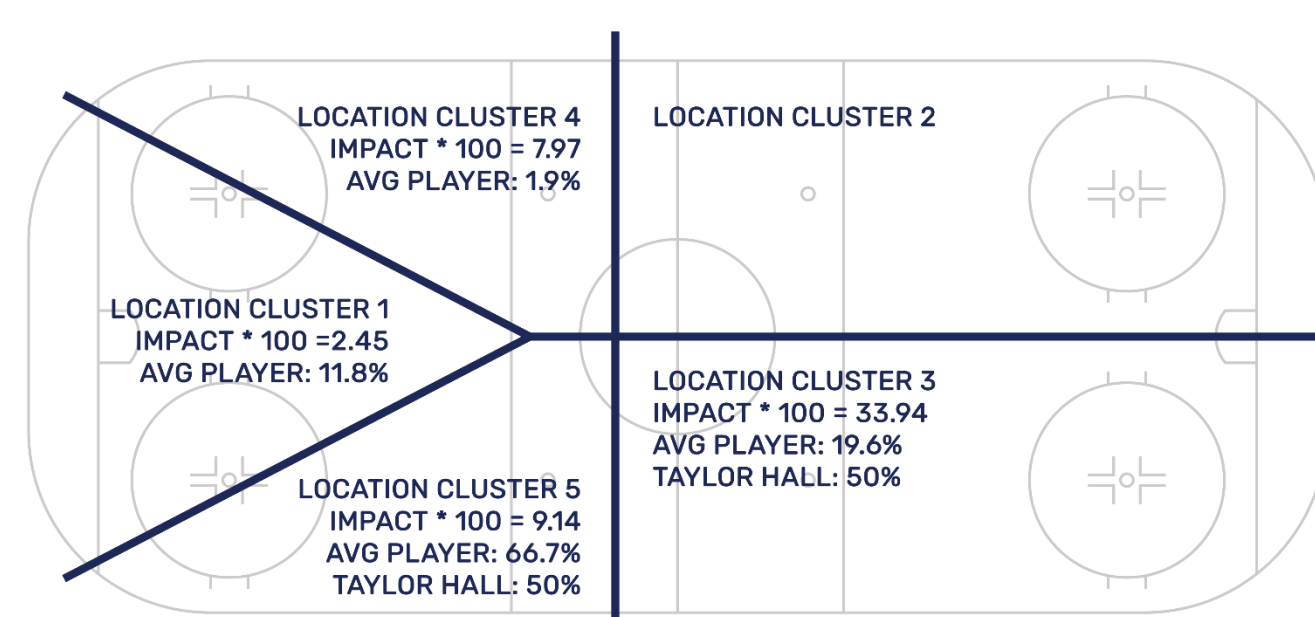 LOCATION CLUSTER 4
IMPACT * 100 = 7.97
AVG PLAYER: 1.9%
LOCATION CLUSTER 2
LOCATION CLUSTER 1
IMPACT * 100 =2.45
AVG PLAYER: 11.8%
LOCATION CLUSTER 3
IMPACT * 100 = 33.94
AVG PLAYER: 19.6%
TAYLOR HALL: 50%
LOCATION CLUSTER 5
IMPACT * 100 = 9.14
AVG PLAYER: 66.7%
TAYLOR HALL: 50%